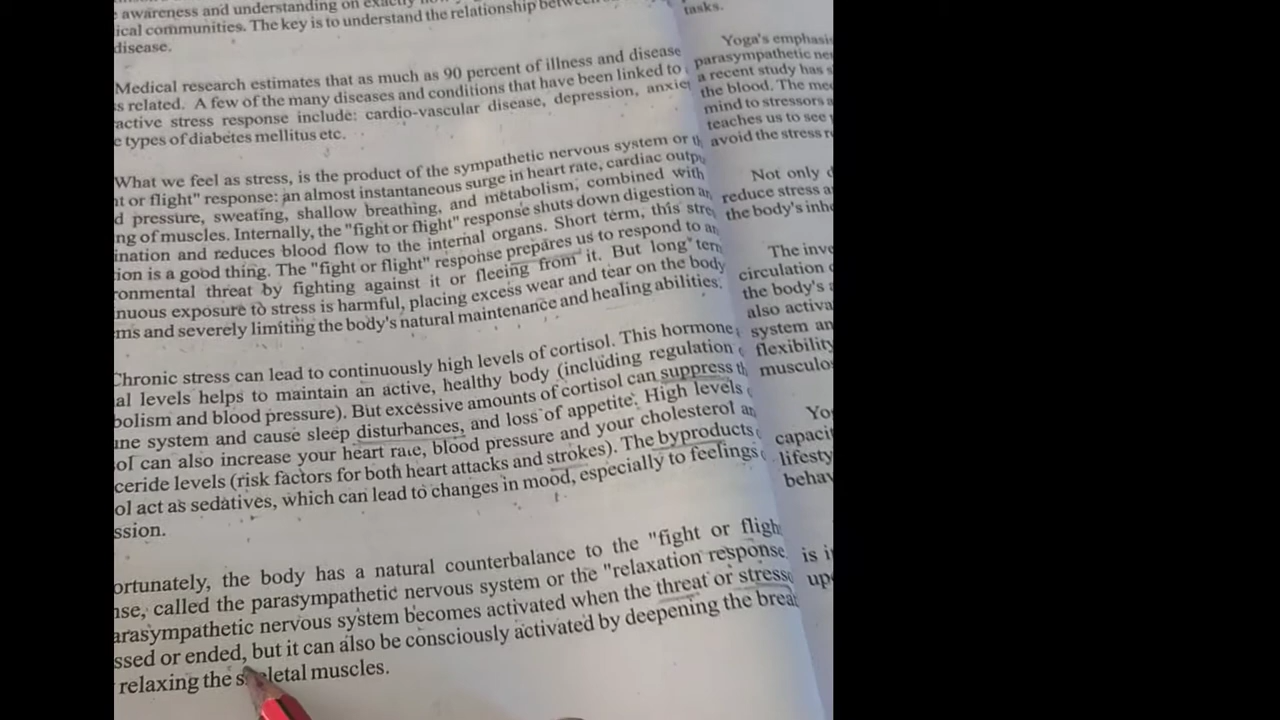 awareness and understanding on exactly
ical communities. The key is to understand the relationship between
disease.
Medical research estimates that as much as 90 percent of illness and disease
s related. A few of the many diseases and conditions that have been linked to
active stress response include: cardio-vascular disease, depression, anxie
e types of diabetes mellitus etc.
What we feel as stress, is the product of the sympathetic nervous system or th
ht or flight" response: an almost instantaneous surge in heart rate, cardiac outpu
d pressure, sweating, shallow breathing, and metabolism, combined with
ng of muscles. Internally, the "fight or flight" response shuts down digestion an
ination and reduces blood flow to the internal organs. Short term, this stre
ion is a good thing. The "fight or flight" response prepares us to respond to an
ronmental threat by fighting against it or fleeing from it. But long term
nuous exposure to stress is harmful, placing excess wear and tear on the body
ms and severely limiting the body's natural maintenance and healing abilities.
Chronic stress can lead to continuously high levels of cortisol. This hormone
al levels helps to maintain an active, healthy body (including regulation
bolism and blood pressure). But excessive amounts of cortisol can suppress th
ne system and cause sleep disturbances, and loss of appetite. High levels
ol can also increase your heart rate, blood pressure and your cholesterol an
ceride levels (risk factors for both heart attacks and strokes). The byproducts
ol act as sedatives, which can lead to changes in mood, especially to feelings
ssion.
ortunately, the body has a natural counterbalance to the "fight or fligh
nse, called the parasympathetic nervous system or the "relaxation response
arasympathetic nervous system becomes activated when the threat or stress
ssed or ended, but it can also be consciously activated by deepening the brea
relaxing the skeletal muscles.
tasks.
Yoga's emphasis
parasympathetic ner
a recent study has s
the blood. The med
mind to stressors a
teaches us to see
avoid the stress r
Not only d
reduce stress a
the body's inhe
The inve
circulation
the body's a
also activa
system an
flexibility
musculos
Yo
capacit
lifesty
behav
is i
upo